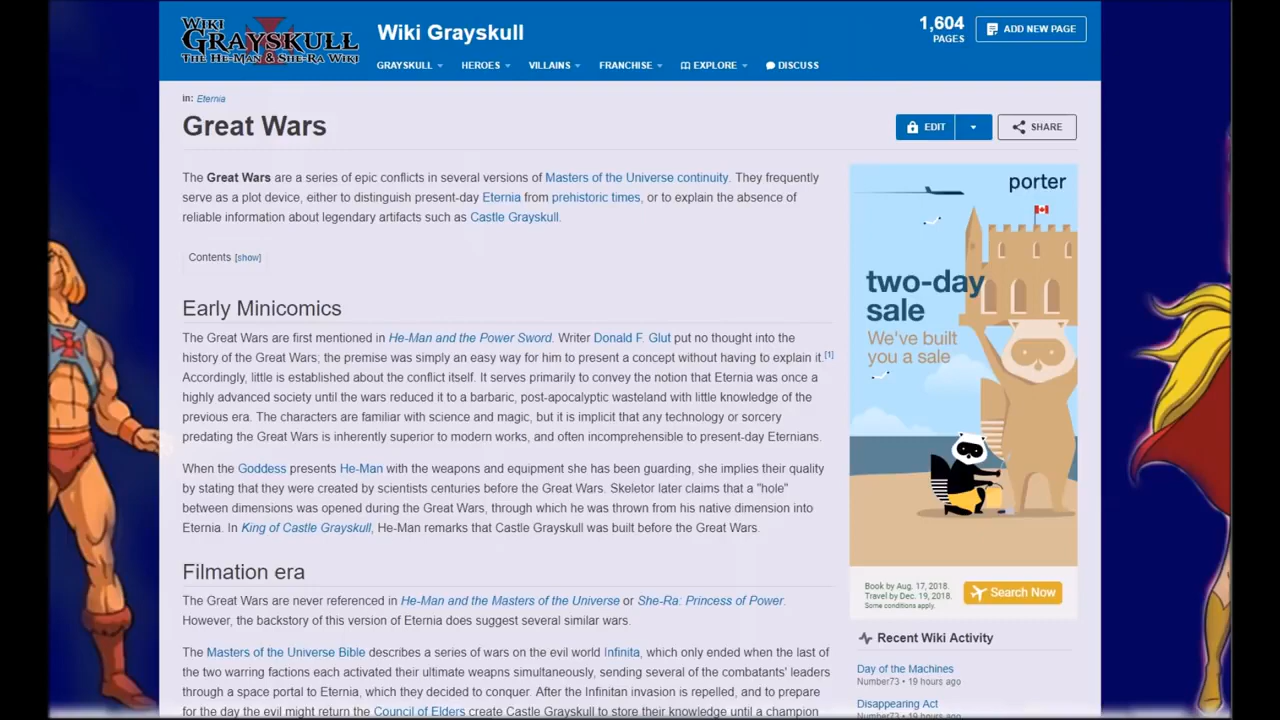 WIKI
GRAYSKULL
THE HE-MAN & SHE-RA WIKI
Wiki Grayskull
1,604
PAGES
ADD NEW PAGE
GRAYSKULL
HEROES
VILLAINS
FRANCHISE
EXPLORE
DISCUSS
in: Eternia
Great Wars
EDIT
SHARE
The Great Wars are a series of epic conflicts in several versions of Masters of the Universe continuity. They frequently
serve as a plot device, either to distinguish present-day Eternia from prehistoric times, or to explain the absence of
reliable information about legendary artifacts such as Castle Grayskull.
Contents [show]
Early Minicomics
The Great Wars are first mentioned in He-Man and the Power Sword. Writer Donald F. Glut put no thought into the
history of the Great Wars; the premise was simply an easy way for him to present a concept without having to explain it.[1]
Accordingly, little is established about the conflict itself. It serves primarily to convey the notion that Eternia was once a
highly advanced society until the wars reduced it to a barbaric, post-apocalyptic wasteland with little knowledge of the
previous era. The characters are familiar with science and magic, but it is implicit that any technology or sorcery
predating the Great Wars is inherently superior to modern works, and often incomprehensible to present-day Eternians.
When the Goddess presents He-Man with the weapons and equipment she has been guarding, she implies their quality
by stating that they were created by scientists centuries before the Great Wars. Skeletor later claims that a "hole"
between dimensions was opened during the Great Wars, through which he was thrown from his native dimension into
Eternia. In King of Castle Grayskull, He-Man remarks that Castle Grayskull was built before the Great Wars.
Filmation era
The Great Wars are never referenced in He-Man and the Masters of the Universe or She-Ra: Princess of Power.
However, the backstory of this version of Eternia does suggest several similar wars.
The Masters of the Universe Bible describes a series of wars on the evil world Infinita, which only ended when the last of
the two warring factions each activated their ultimate weapons simultaneously, sending several of the combatants' leaders
through a space portal to Eternia, which they decided to conquer. After the Infinitan invasion is repelled, and to prepare
for the day the evil might return the Council of Elders create Castle Grayskull to store their knowledge until a champion
porter
two-day
sale
We've built
you a sale
Book by Aug. 17, 2018.
Travel by Dec. 19, 2018.
Some conditions apply.
Search Now
Recent Wiki Activity
Day of the Machines
Number73 • 19 hours ago
Disappearing Act
Number73 • 19 hours ago